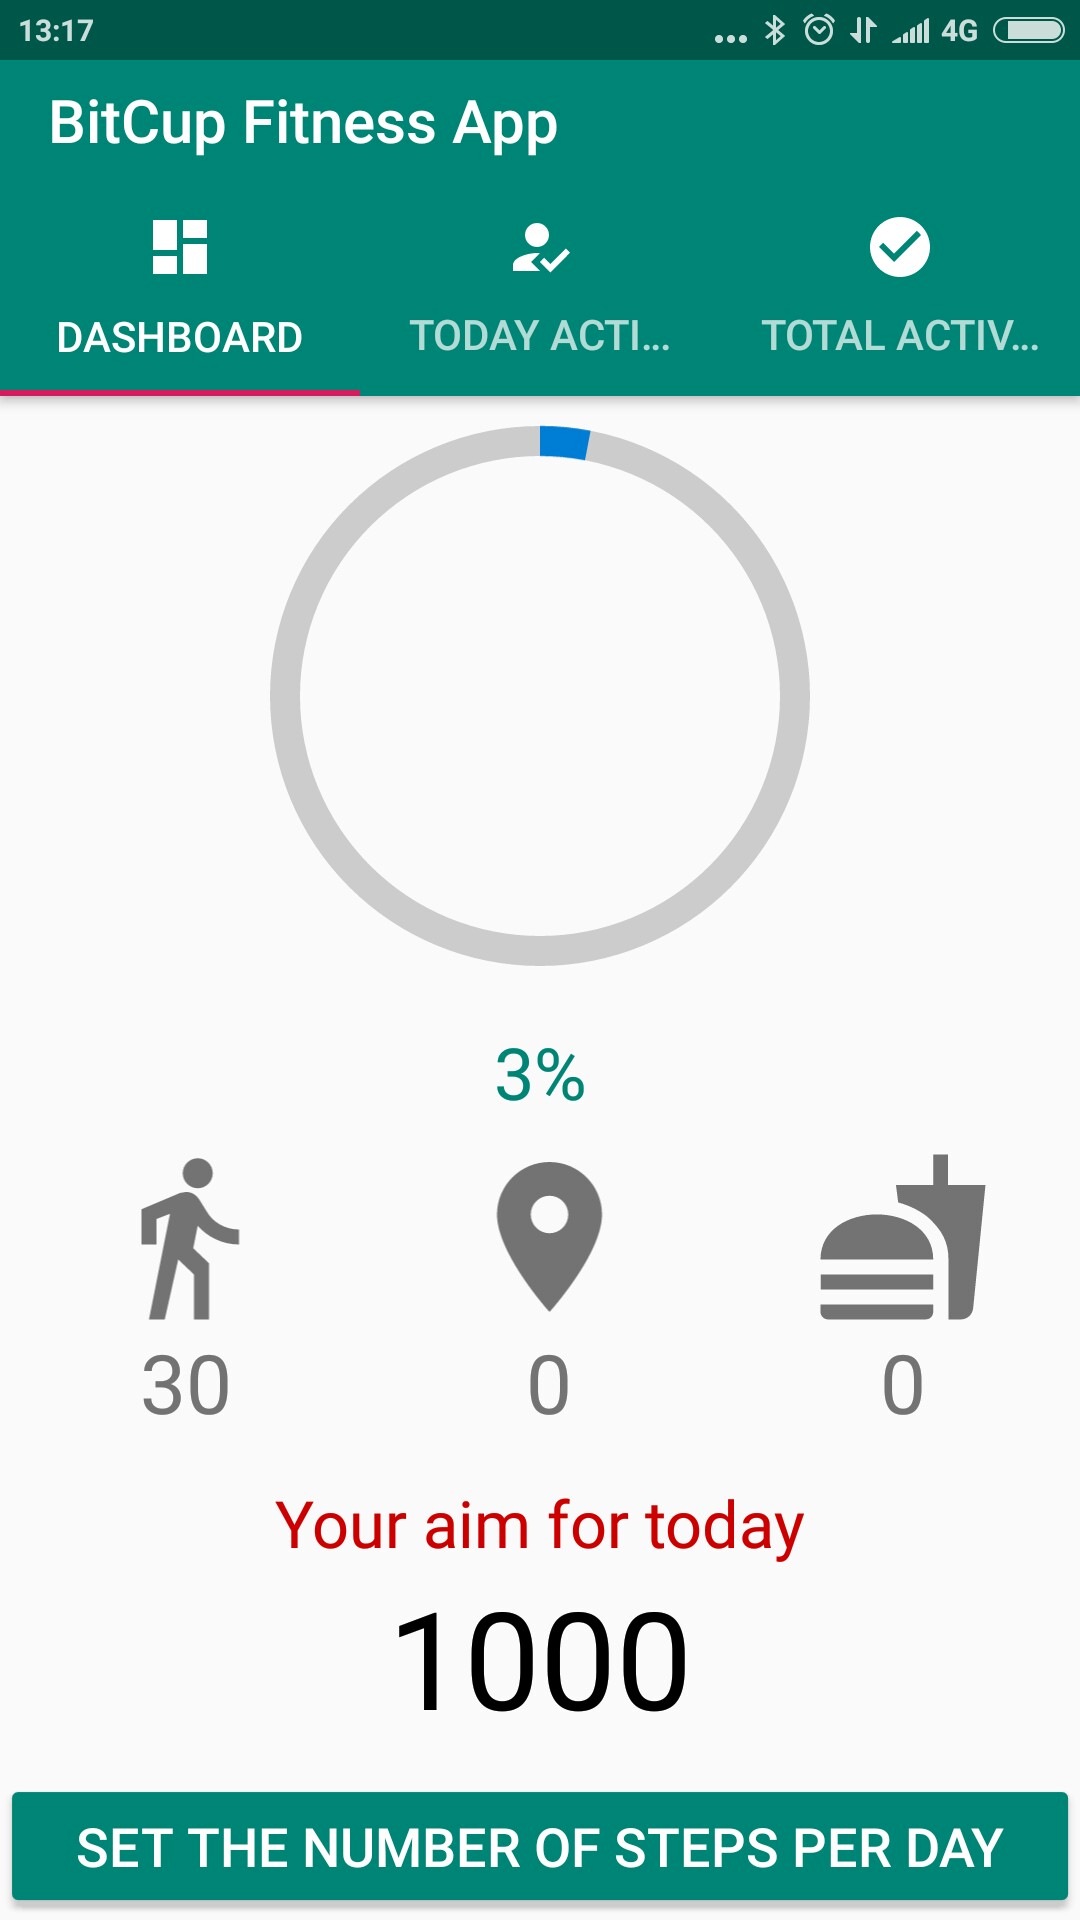 13:17
4G
BitCup Fitness App
DASHBOARD
TODAY ACTI...
TOTAL ACTIV...
3%
30
0
0
Your aim for today
1000
SET THE NUMBER OF STEPS PER DAY